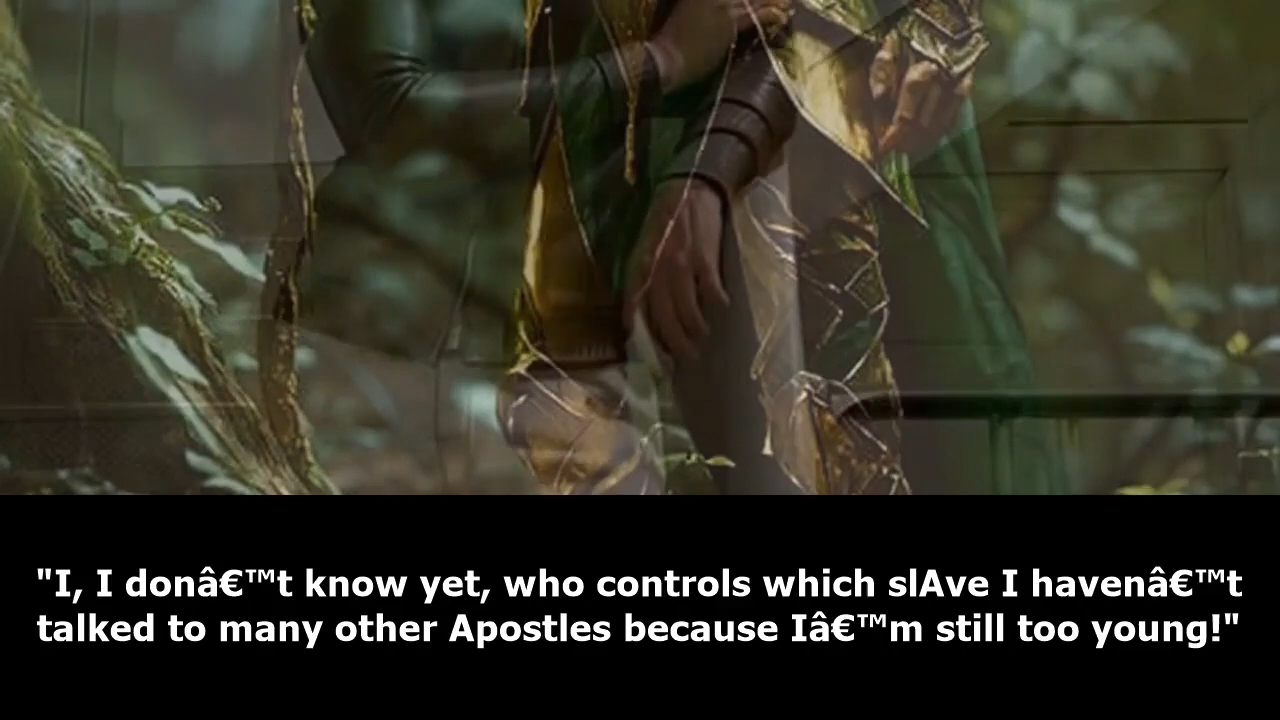 "I, I donâ€™t know yet, who controls which slAve I havenâ€™t
talked to many other Apostles because Iâ€™m still too young!"